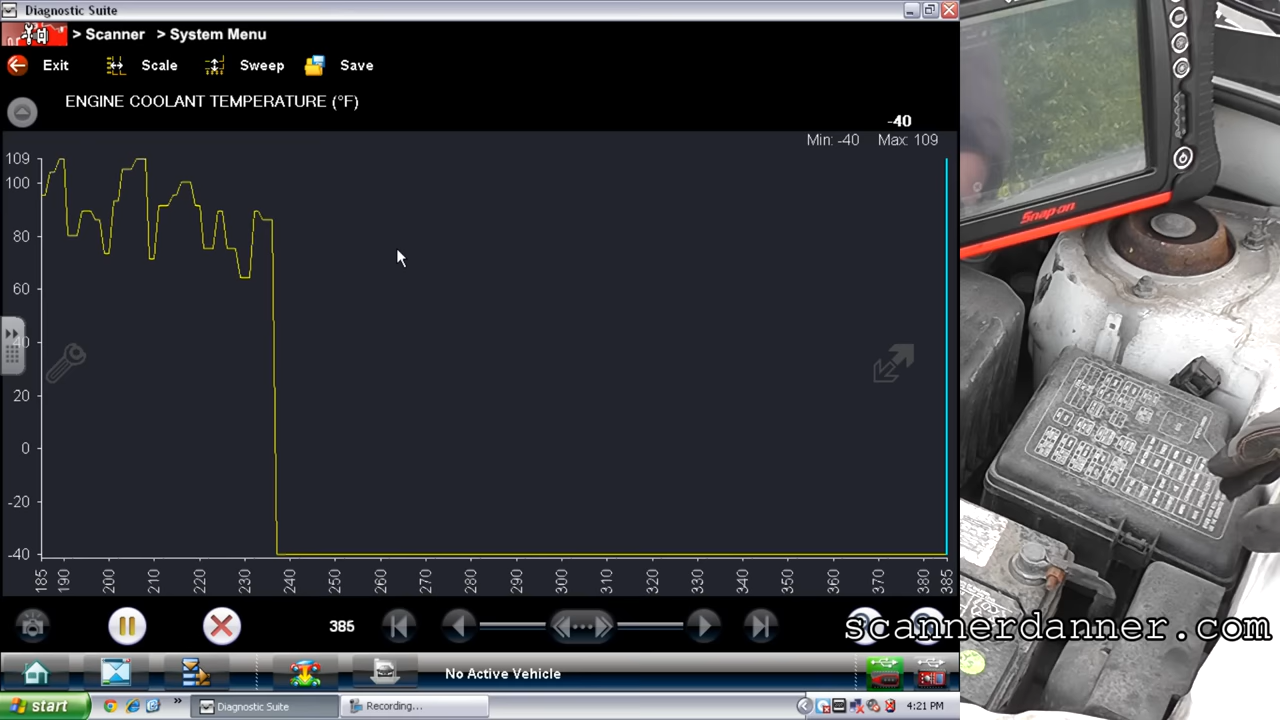 Diagnostic Suite
> Scanner > System Menu
Exit Scale Sweep Save
ENGINE COOLANT TEMPERATURE (°F)
-40
Min: -40 Max: 109
109
100
80
60
40
20
0
-20
-40
185 190 200 210 220 230 240 250 260 270 280 290 300 310 320 330 340 350 360 370 380 385
385
No Active Vehicle
start Diagnostic Suite Recording... 4:21 PM
Snap-on
scannerdanner.com